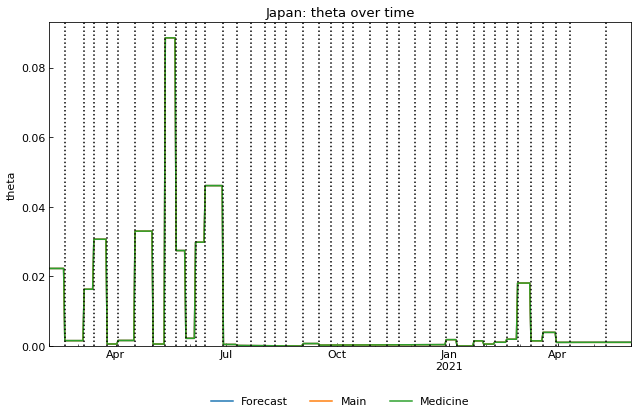 Japan: theta over time
theta
0.08
0.06
0.04
0.02
0.00
Apr Jul Oct Jan Apr
2021
Forecast Main Medicine